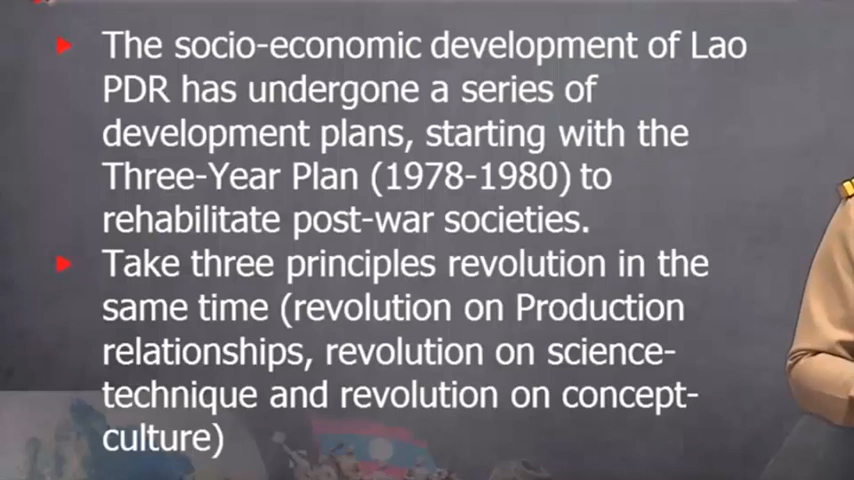 The socio-economic development of Lao
PDR has undergone a series of
development plans, starting with the
Three-Year Plan (1978-1980) to
rehabilitate post-war societies.
Take three principles revolution in the
same time (revolution on Production
relationships, revolution on science-
technique and revolution on concept-
culture)